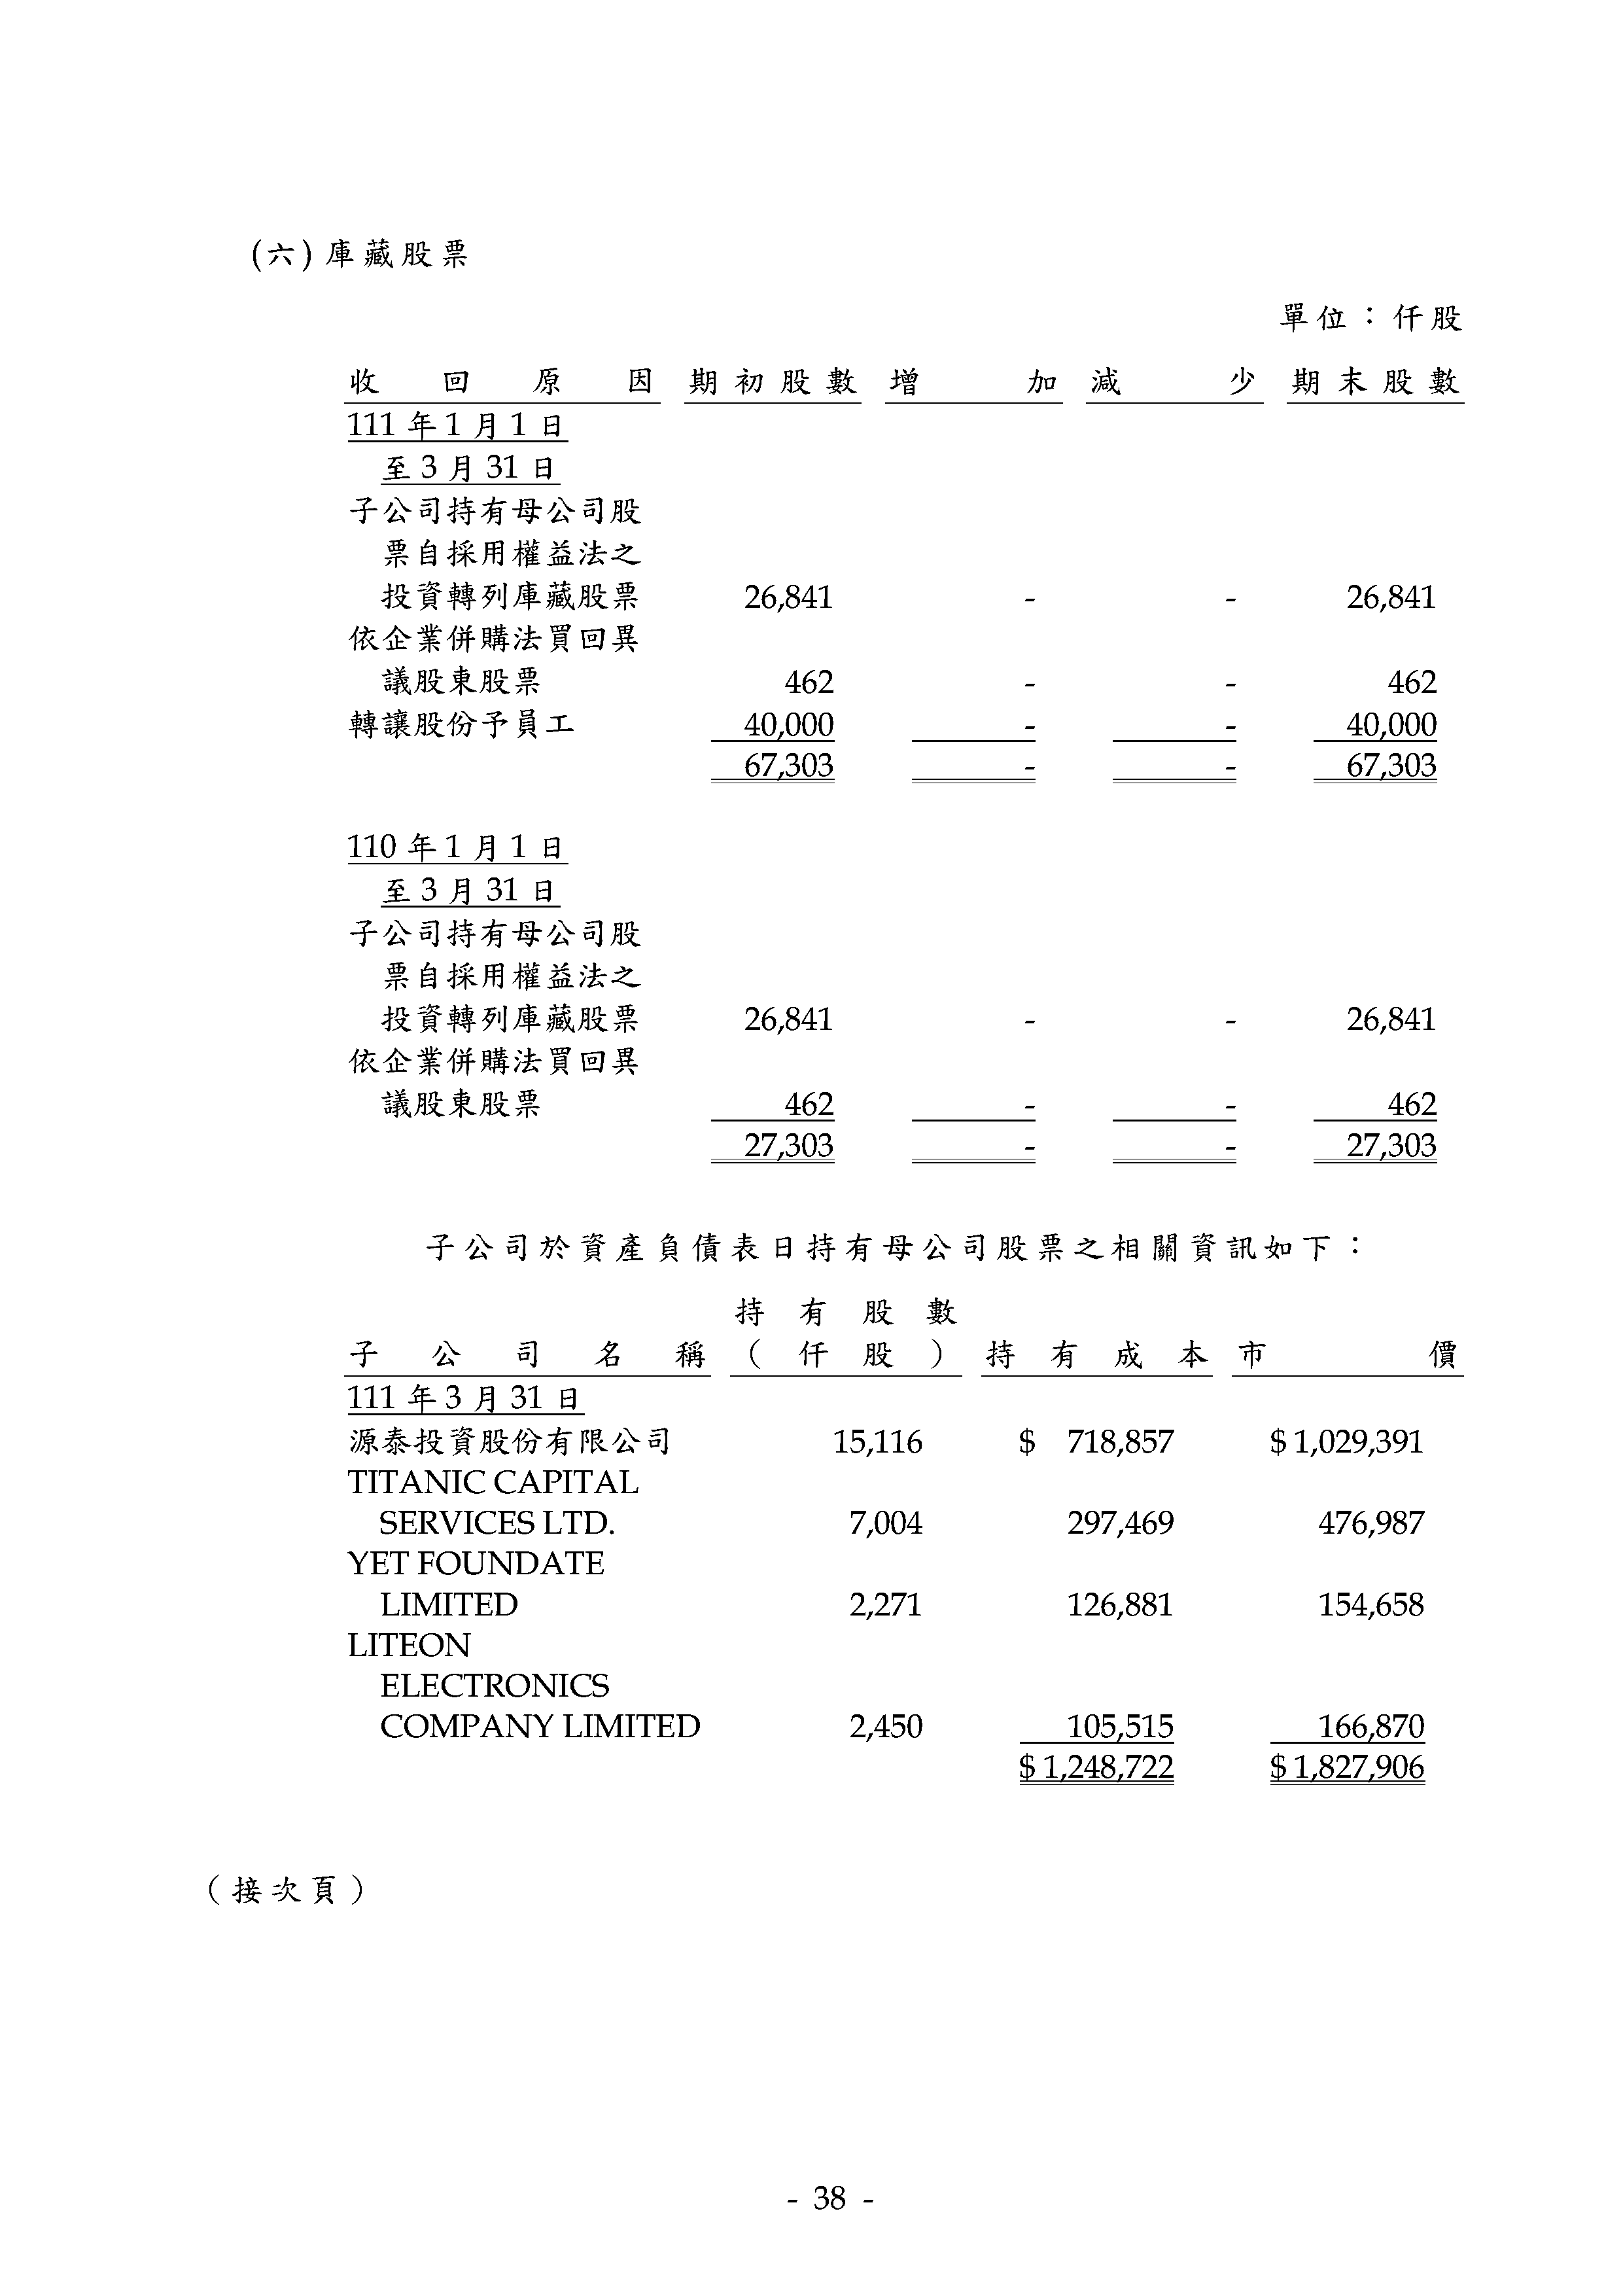 (六) 庫藏股票
單位：仟股
收回原因 期初股數 增加 減少 期末股數
111 年 1 月 1 日
至 3 月 31 日
子公司持有母公司股
票自採用權益法之
投資轉列庫藏股票 26,841 - - 26,841
依企業併購法買回異
議股東股票 462 - - 462
轉讓股份予員工 40,000 - - 40,000
67,303 - - 67,303
110 年 1 月 1 日
至 3 月 31 日
子公司持有母公司股
票自採用權益法之
投資轉列庫藏股票 26,841 - - 26,841
依企業併購法買回異
議股東股票 462 - - 462
27,303 - - 27,303
子公司於資產負債表日持有母公司股票之相關資訊如下：
持有股數
子公司名稱 （仟股） 持有成本 市價
111 年 3 月 31 日
源泰投資股份有限公司 15,116 $ 718,857 $ 1,029,391
TITANIC CAPITAL
SERVICES LTD. 7,004 297,469 476,987
YET FOUNDATE
LIMITED 2,271 126,881 154,658
LITEON
ELECTRONICS
COMPANY LIMITED 2,450 105,515 166,870
$ 1,248,722 $ 1,827,906
（接次頁）
- 38 -